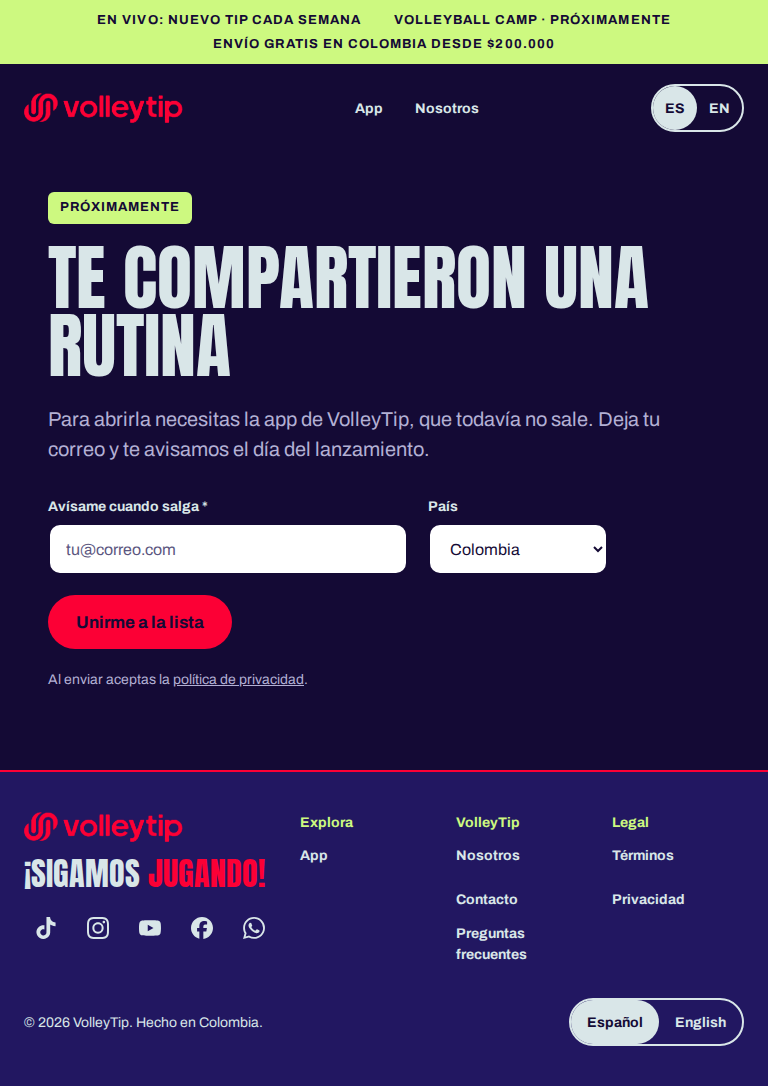 EN VIVO: NUEVO TIP CADA SEMANA VOLLEYBALL CAMP · PRÓXIMAMENTE
ENVÍO GRATIS EN COLOMBIA DESDE $200.000
volleytip
App Nosotros
ES EN
PRÓXIMAMENTE
TE COMPARTIERON UNA
RUTINA
Para abrirla necesitas la app de VolleyTip, que todavía no sale. Deja tu
correo y te avisamos el día del lanzamiento.
Avísame cuando salga * País
tu@correo.com Colombia
Unirme a la lista
Al enviar aceptas la política de privacidad.
volleytip
¡SIGAMOS JUGANDO!
Explora
App
VolleyTip
Nosotros
Contacto
Preguntas
frecuentes
Legal
Términos
Privacidad
© 2026 VolleyTip. Hecho en Colombia.
Español English